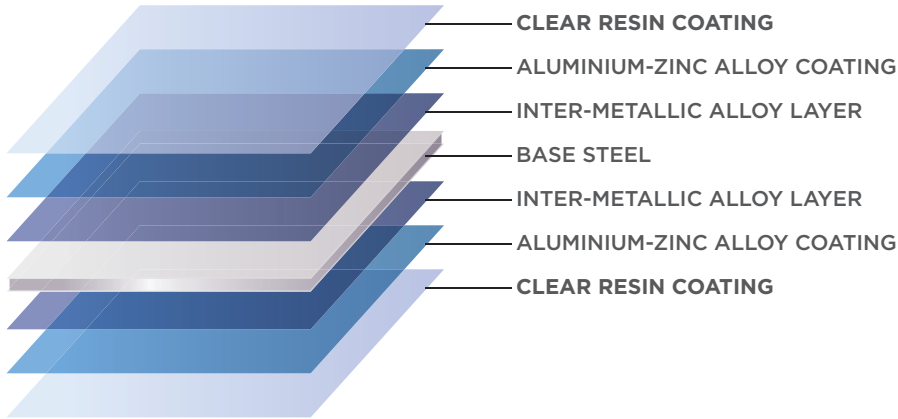 CLEAR RESIN COATING
ALUMINIUM-ZINC ALLOY COATING
INTER-METALLIC ALLOY LAYER
BASE STEEL
INTER-METALLIC ALLOY LAYER
ALUMINIUM-ZINC ALLOY COATING
CLEAR RESIN COATING